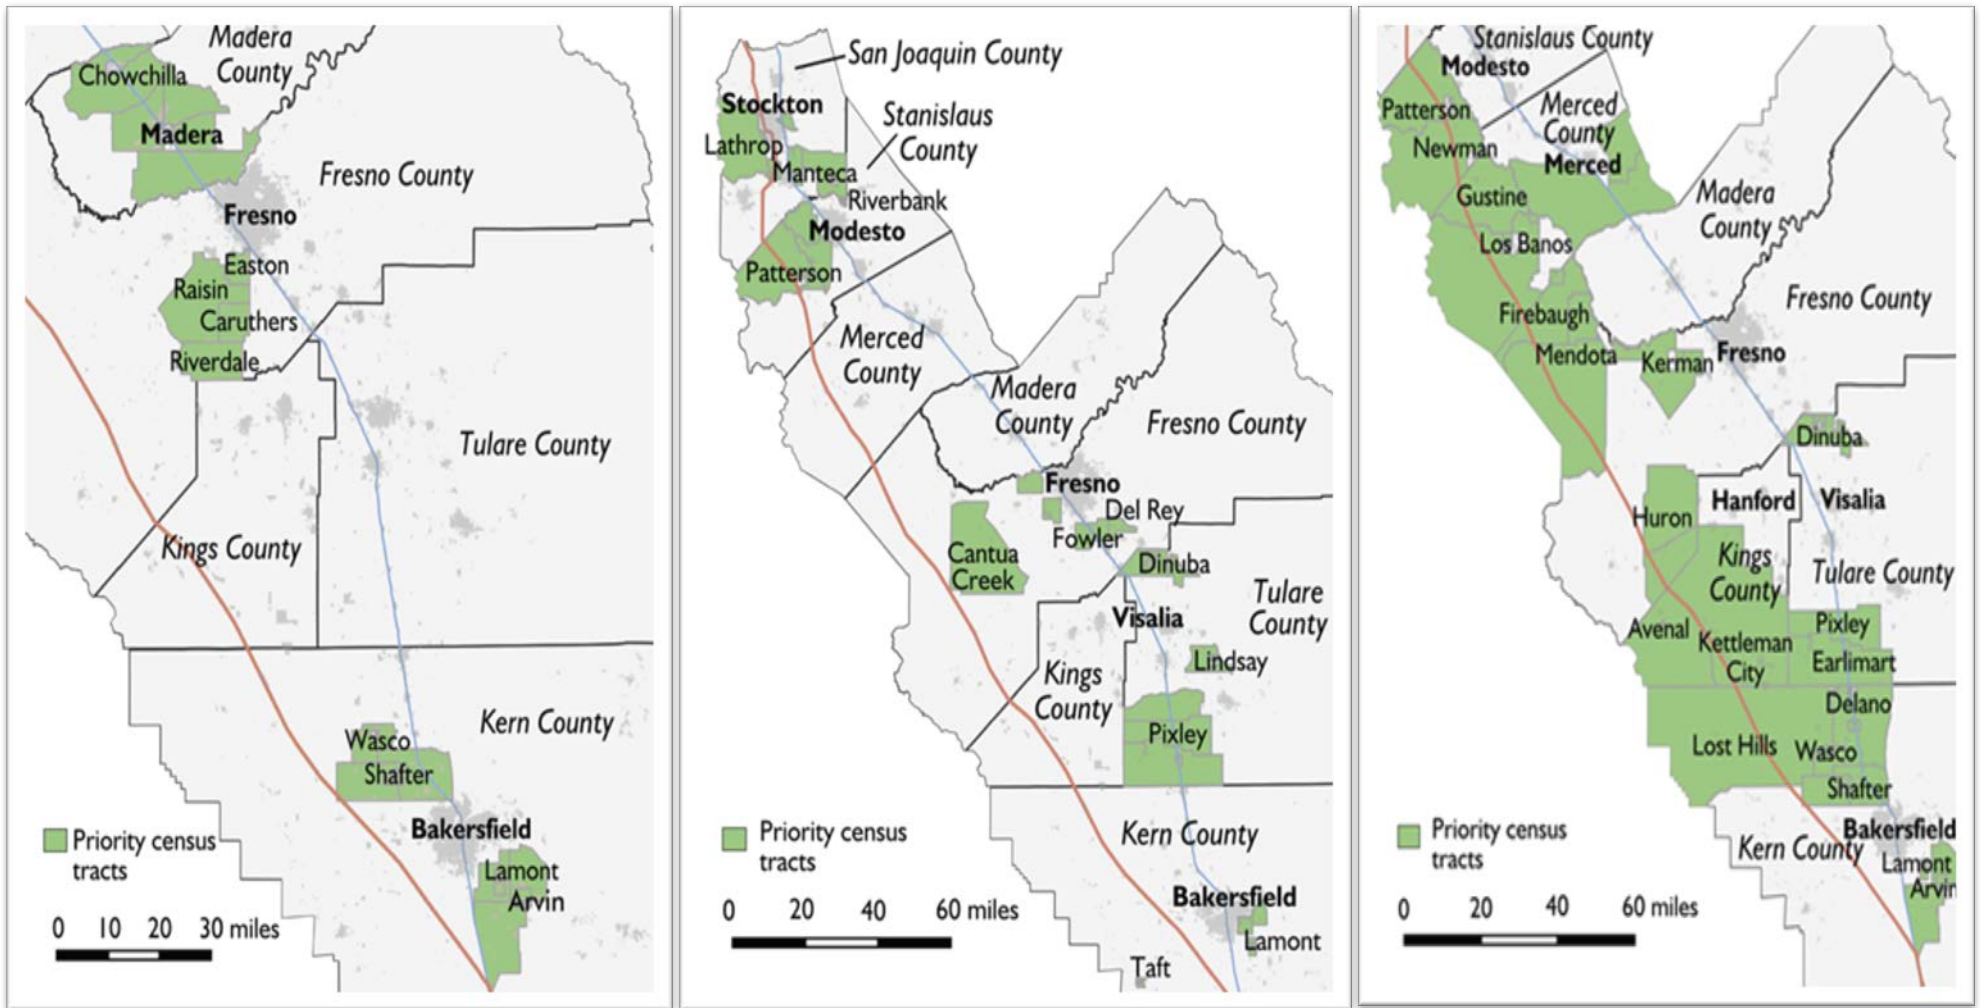 Madera
County
Chowchilla
Madera
Fresno County
Fresno
Easton
Raisin
Caruthers
Riverdale
Tulare County
Kings County
Kern County
Wasco
Shafter
Bakersfield
Lamont
Arvin
Priority census
tracts
0 10 20 30 miles
San Joaquin County
Stockton
Stanislaus
County
Lathrop
Manteca
Riverbank
Modesto
Patterson
Merced
County
Madera
County
Fresno County
Fresno
Del Rey
Fowler
Cantua
Creek
Dinuba
Tulare
County
Visalia
Lindsay
Kings
County
Pixley
Priority census
tracts
Kern County
Bakersfield
0 20 40 60 miles
Lamont
Taft
Stanislaus County
Modesto
Patterson
Merced
County
Newman
Merced
Gustine
Madera
County
Los Banos
Fresno County
Firebaugh
Mendota
Kerman
Fresno
Dinuba
Hanford
Visalia
Huron
Kings
County
Tulare County
Avenal
Pixley
Kettleman
City
Earlimart
Delano
Lost Hills
Wasco
Shafter
Priority census
tracts
Bakersfield
Kern County
Lamont
Arvin
0 20 40 60 miles